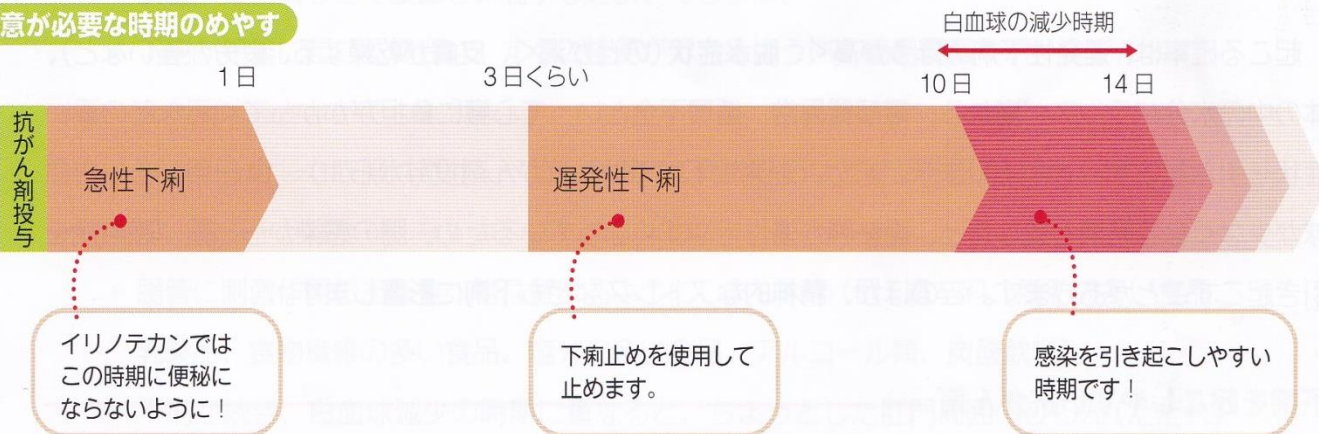 意が必要な時期のめやす
白血球の減少時期
1日
3日くらい
10日
14日
抗がん剤投与
急性下痢
遅発性下痢
イリノテカンでは
この時期に便秘に
ならないように！
下痢止めを使用して
止めます。
感染を引き起こしやすい
時期です！